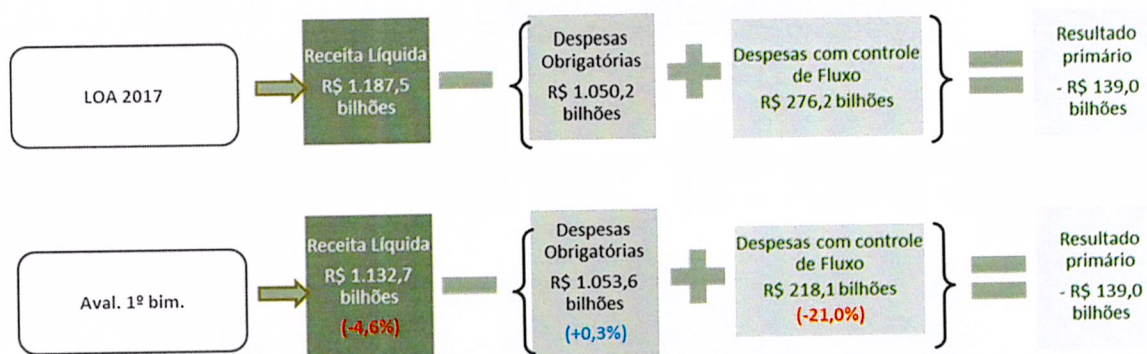 LOA 2017
Receita Líquida
R$ 1.187,5
bilhões
Despesas
Obrigatórias
R$ 1.050,2
bilhões
Despesas com controle
de Fluxo
R$ 276,2 bilhões
Resultado
primário
- R$ 139,0
bilhões
Aval. 1º bim.
Receita Líquida
R$ 1.132,7
bilhões
(-4,6%)
Despesas
Obrigatórias
R$ 1.053,6
bilhões
(+0,3%)
Despesas com controle
de Fluxo
R$ 218,1 bilhões
(-21,0%)
Resultado
primário
- R$ 139,0
bilhões